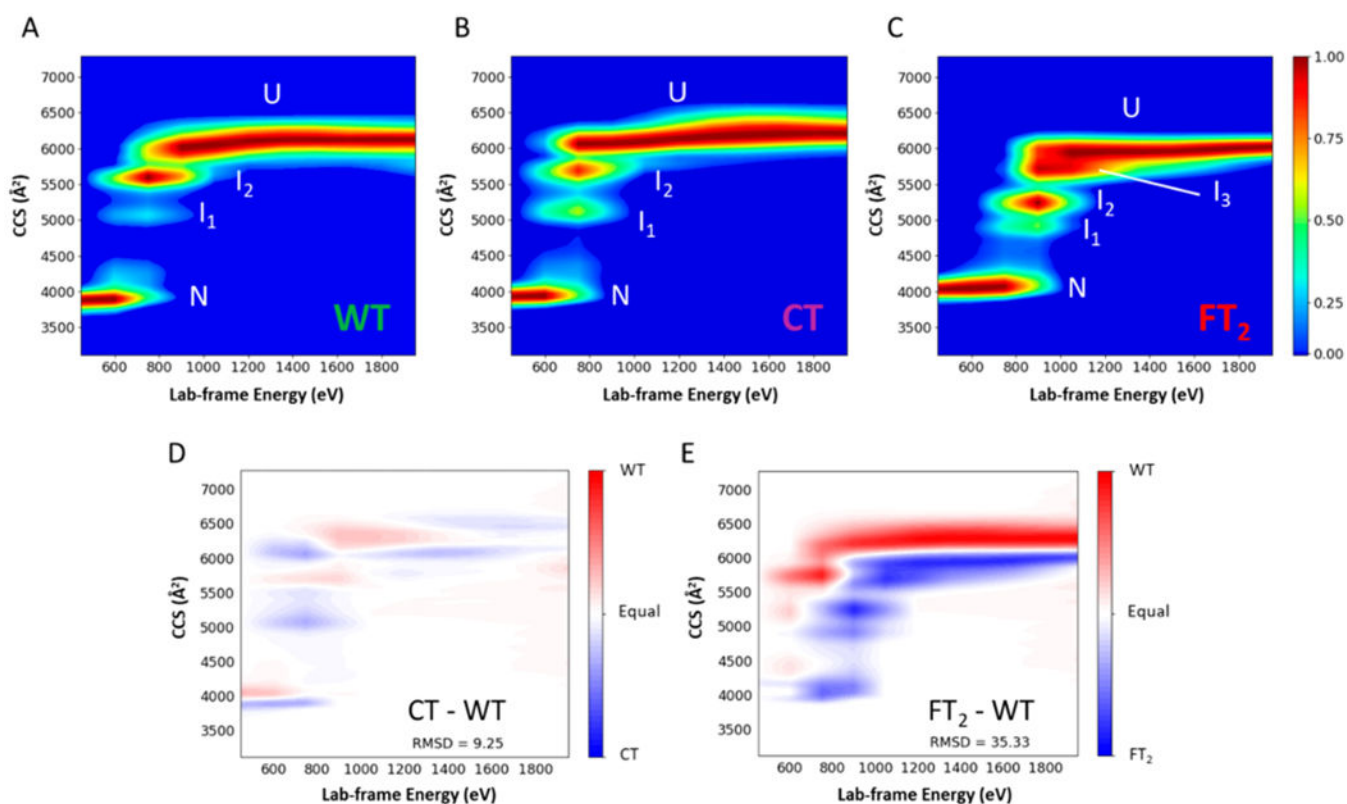 A
B
C
7000
6500
6000
5500
5000
4500
4000
3500
CCS (Å²)
U
I₂
I₁
N
WT
600 800 1000 1200 1400 1600 1800
Lab-frame Energy (eV)
7000
6500
6000
5500
5000
4500
4000
3500
CCS (Å²)
U
I₂
I₁
N
CT
600 800 1000 1200 1400 1600 1800
Lab-frame Energy (eV)
7000
6500
6000
5500
5000
4500
4000
3500
CCS (Å²)
U
I₃
I₂
I₁
N
FT₂
600 800 1000 1200 1400 1600 1800
Lab-frame Energy (eV)
1.00
0.75
0.50
0.25
0.00
D
E
7000
6500
6000
5500
5000
4500
4000
3500
CCS (Å²)
CT - WT
RMSD = 9.25
600 800 1000 1200 1400 1600 1800
Lab-frame Energy (eV)
WT
Equal
CT
7000
6500
6000
5500
5000
4500
4000
3500
CCS (Å²)
FT₂ - WT
RMSD = 35.33
600 800 1000 1200 1400 1600 1800
Lab-frame Energy (eV)
WT
Equal
FT₂